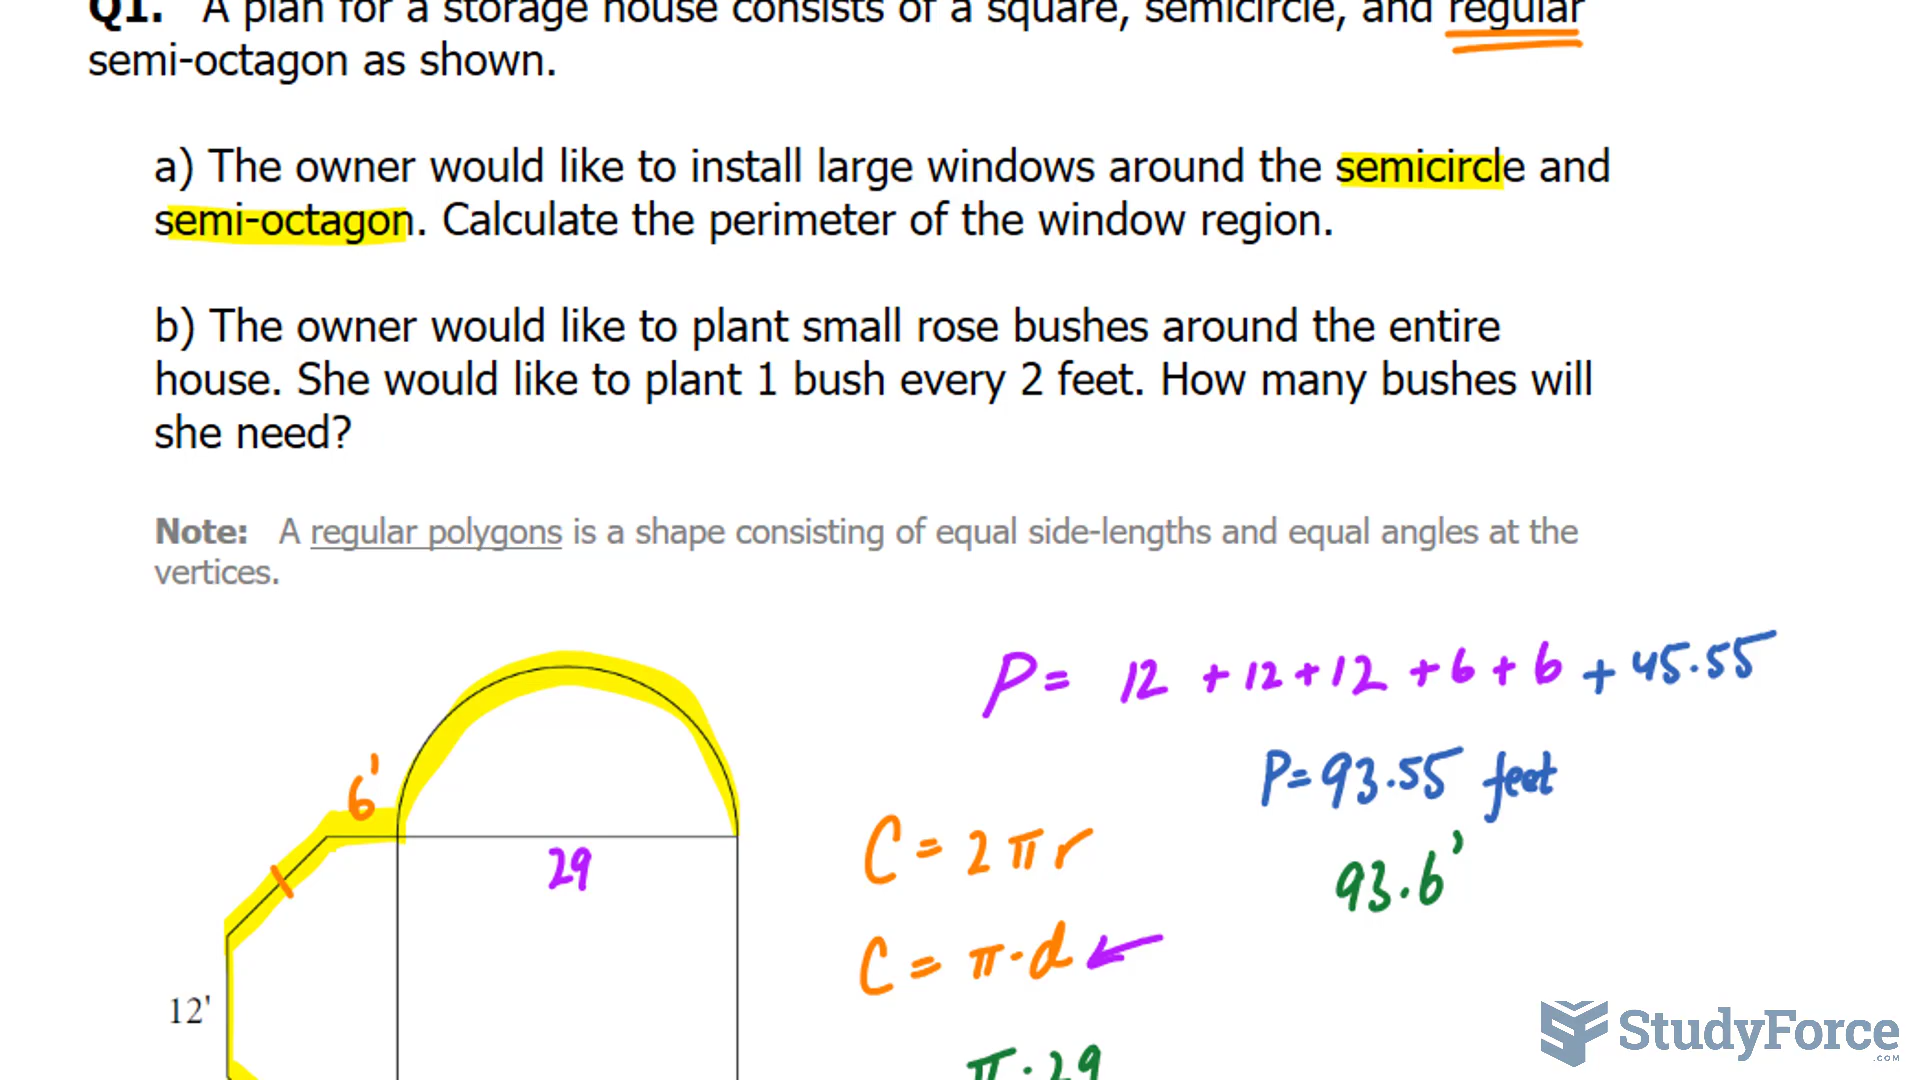 Q1. A plan for a storage house consists of a square, semicircle, and regular
semi-octagon as shown.
a) The owner would like to install large windows around the semicircle and
semi-octagon. Calculate the perimeter of the window region.
b) The owner would like to plant small rose bushes around the entire
house. She would like to plant 1 bush every 2 feet. How many bushes will
she need?
Note: A regular polygons is a shape consisting of equal side-lengths and equal angles at the
vertices.
P = 12 + 12 + 12 + 6 + 6 + 45.55
P = 93.55 feet
93.6'
6'
29
C = 2πr
C = π·d
12'
π·29
StudyForce
.COM